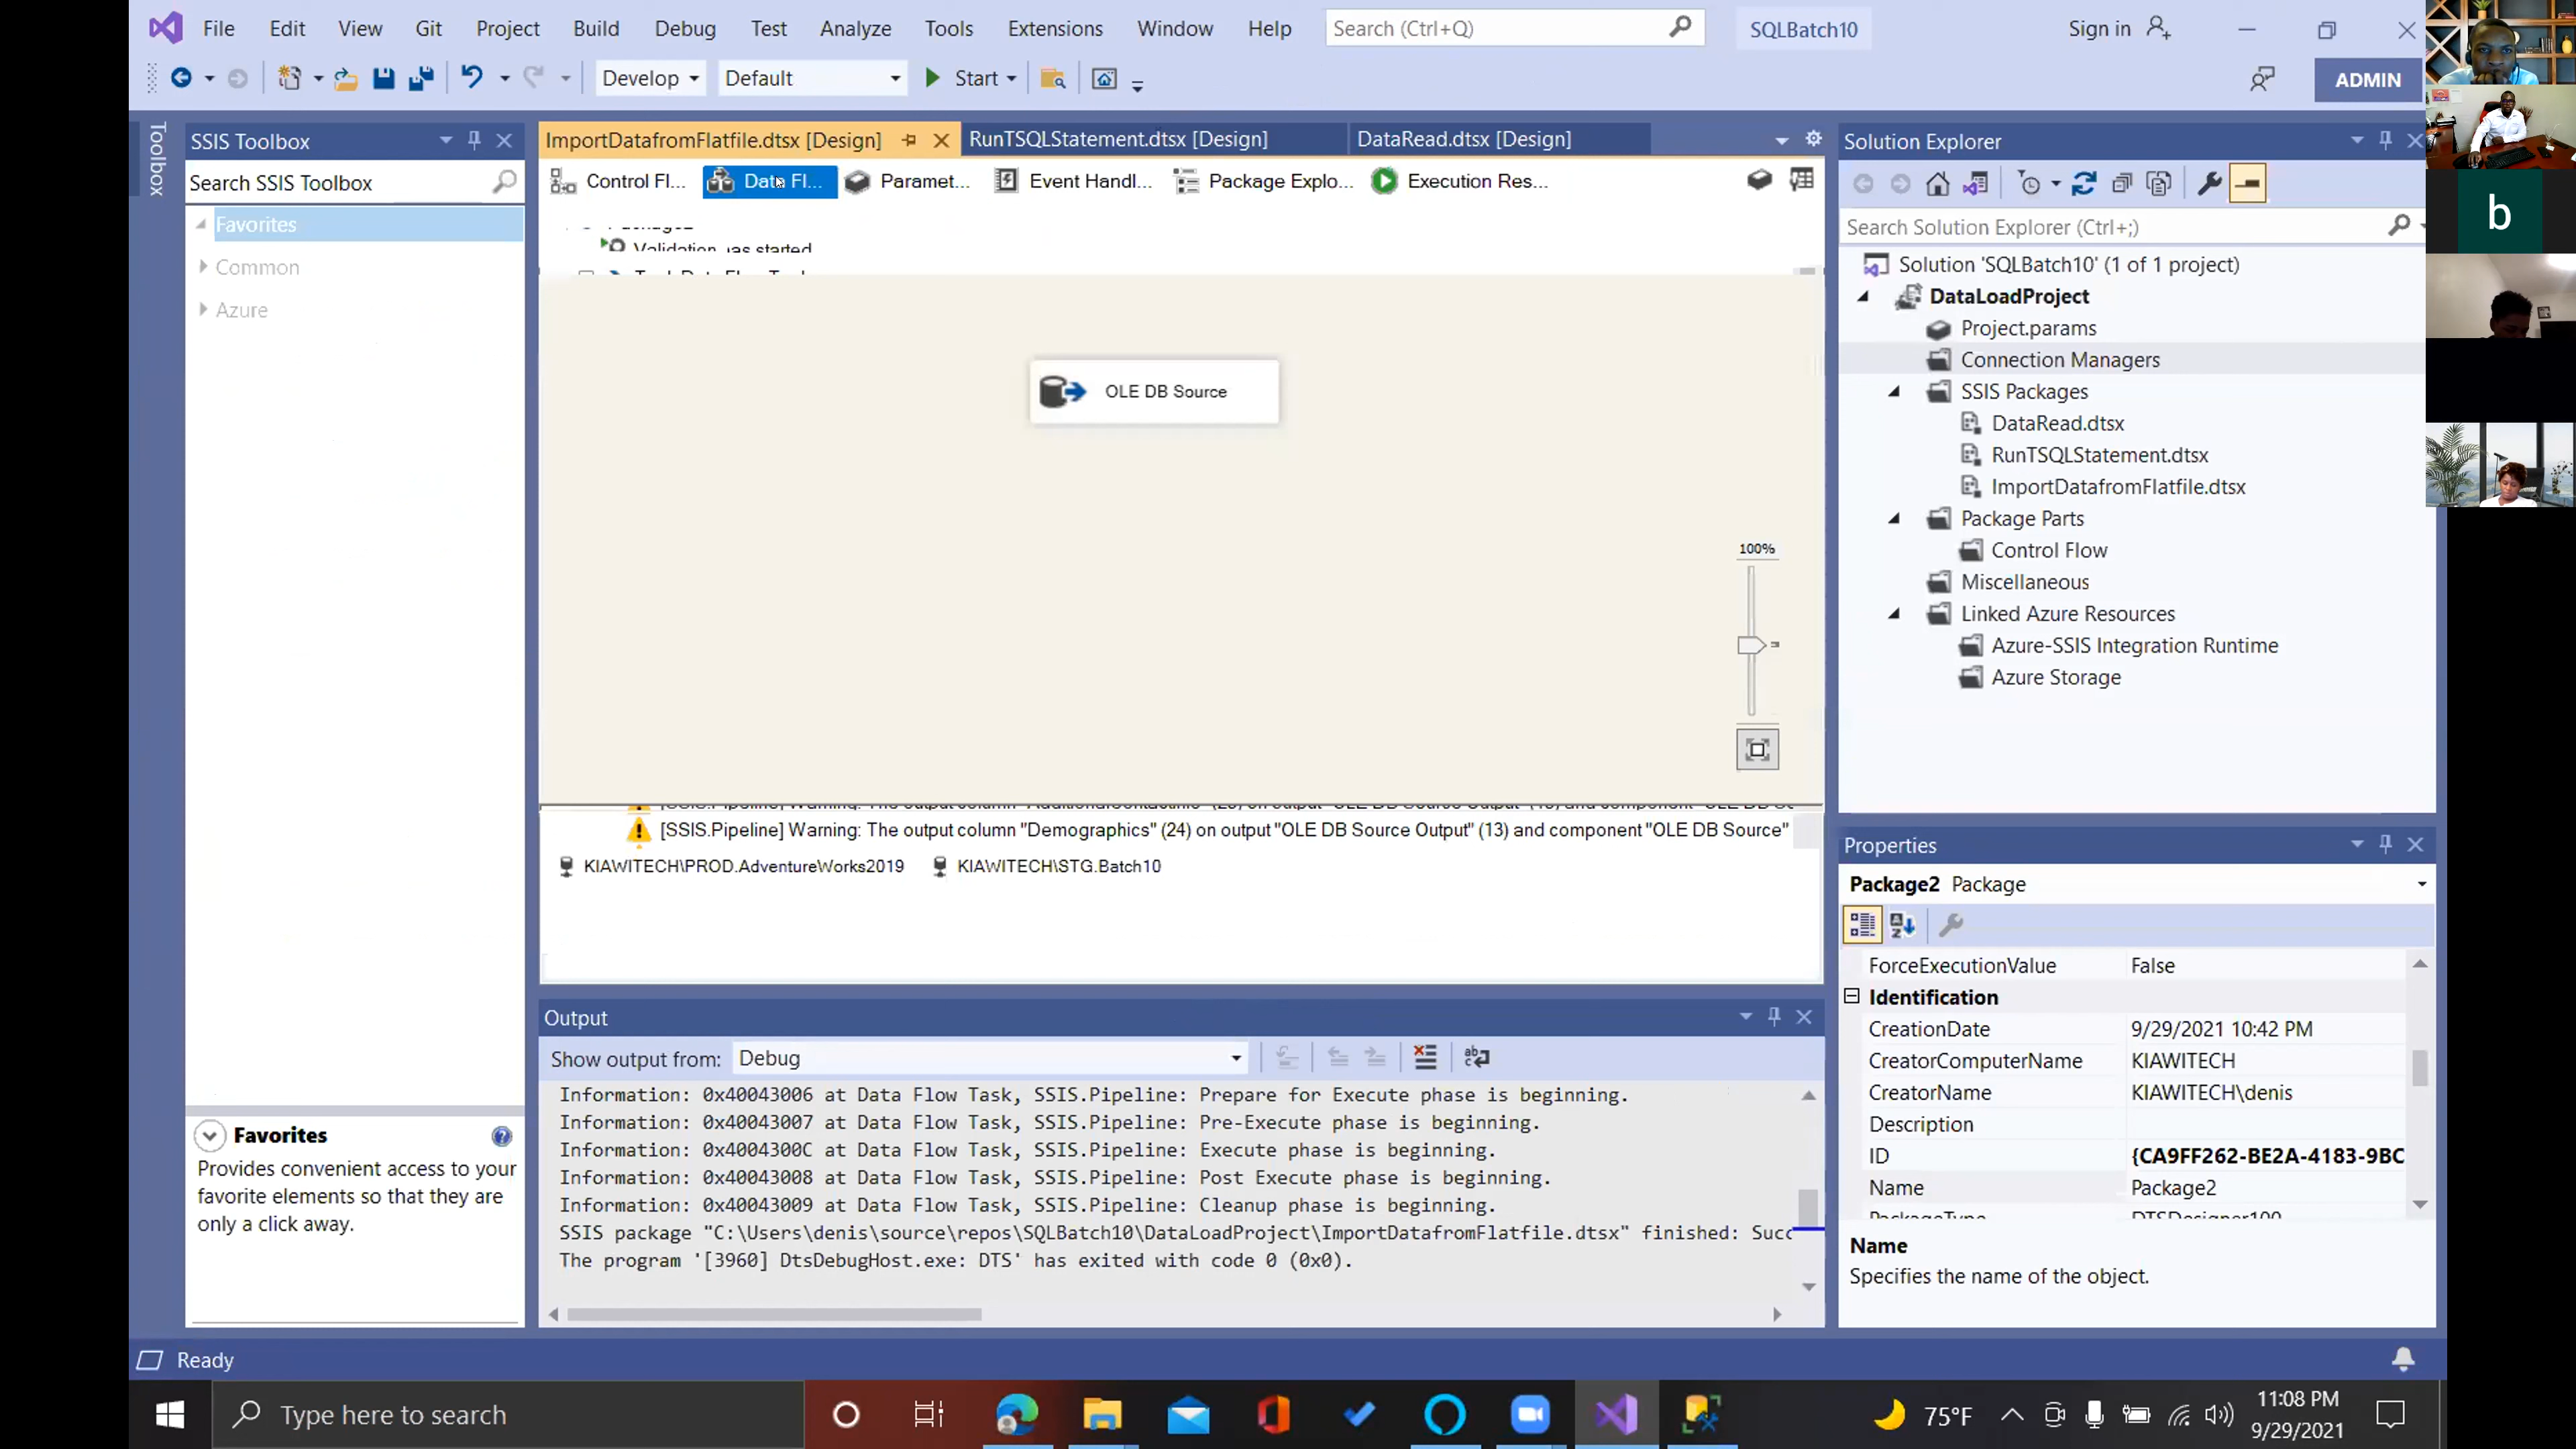 File Edit View Git Project Build Debug Test Analyze Tools Extensions Window Help Search (Ctrl+Q) SQLBatch10 Sign in
Develop Default Start ADMIN
Toolbox
SSIS Toolbox
Search SSIS Toolbox
Favorites
Common
Azure
Favorites
Provides convenient access to your
favorite elements so that they are
only a click away.
ImportDatafromFlatfile.dtsx [Design] RunTSQLStatement.dtsx [Design] DataRead.dtsx [Design]
Control Fl... Data Fl... Paramet... Event Handl... Package Explo... Execution Res...
Validation has started
OLE DB Source
100%
[SSIS.Pipeline] Warning: The output column "Demographics" (24) on output "OLE DB Source Output" (13) and component "OLE DB Source"
KIAWITECH\PROD.AdventureWorks2019 KIAWITECH\STG.Batch10
Output
Show output from: Debug
Information: 0x40043006 at Data Flow Task, SSIS.Pipeline: Prepare for Execute phase is beginning.
Information: 0x40043007 at Data Flow Task, SSIS.Pipeline: Pre-Execute phase is beginning.
Information: 0x4004300C at Data Flow Task, SSIS.Pipeline: Execute phase is beginning.
Information: 0x40043008 at Data Flow Task, SSIS.Pipeline: Post Execute phase is beginning.
Information: 0x40043009 at Data Flow Task, SSIS.Pipeline: Cleanup phase is beginning.
SSIS package "C:\Users\denis\source\repos\SQLBatch10\DataLoadProject\ImportDatafromFlatfile.dtsx" finished: Succ
The program '[3960] DtsDebugHost.exe: DTS' has exited with code 0 (0x0).
Solution Explorer
Search Solution Explorer (Ctrl+;)
Solution 'SQLBatch10' (1 of 1 project)
DataLoadProject
Project.params
Connection Managers
SSIS Packages
DataRead.dtsx
RunTSQLStatement.dtsx
ImportDatafromFlatfile.dtsx
Package Parts
Control Flow
Miscellaneous
Linked Azure Resources
Azure-SSIS Integration Runtime
Azure Storage
Properties
Package2 Package
ForceExecutionValue False
Identification
CreationDate 9/29/2021 10:42 PM
CreatorComputerName KIAWITECH
CreatorName KIAWITECH\denis
Description
ID {CA9FF262-BE2A-4183-9BC
Name Package2
PackageType DTSDesigner100
Name
Specifies the name of the object.
b
Ready
Type here to search
75°F
11:08 PM
9/29/2021